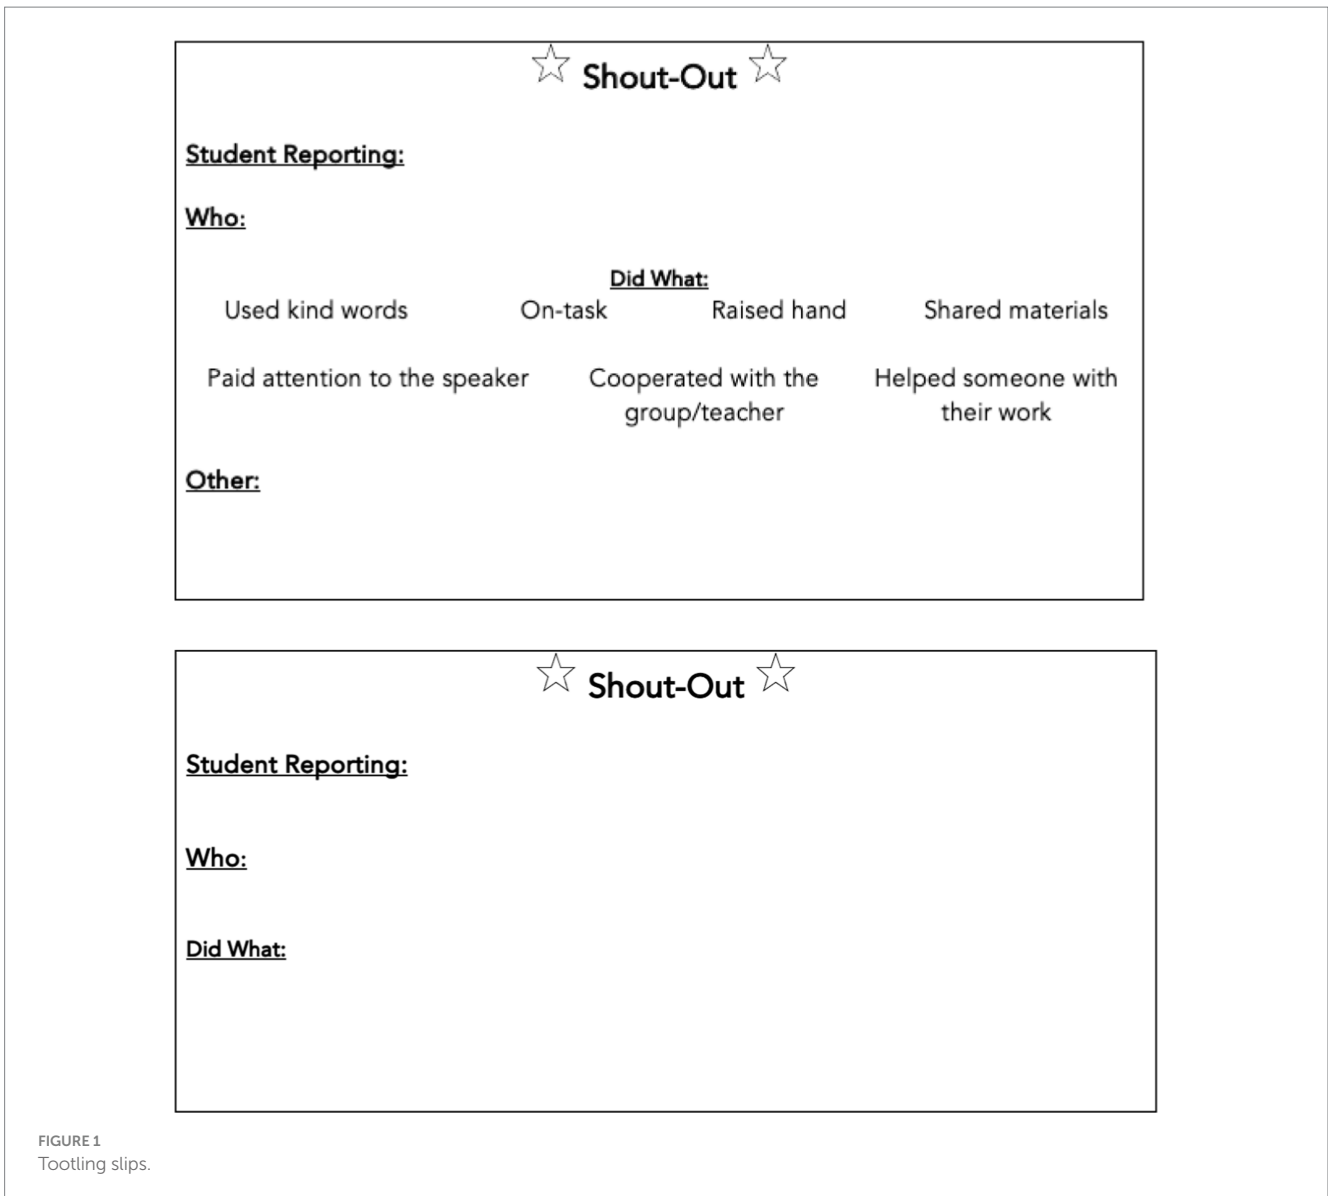 Shout-Out
Student Reporting:
Who:
Did What:
Used kind words On-task Raised hand Shared materials
Paid attention to the speaker Cooperated with the Helped someone with
group/teacher their work
Other:
Shout-Out
Student Reporting:
Who:
Did What:
FIGURE 1
Tootling slips.